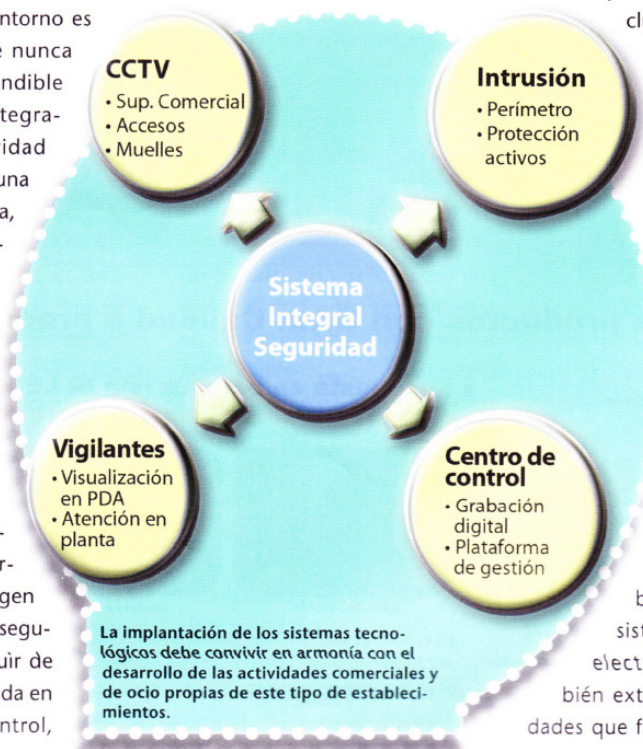 ntorno es
e nunca
ndible
tegra-
idad
una
a,
-
-
r-
gen
segu-
uir de
da en
ntrol,
CCTV
• Sup. Comercial
• Accesos
• Muelles
Intrusión
• Perímetro
• Protección
activos
Sistema
Integral
Seguridad
Vigilantes
• Visualización
en PDA
• Atención en
planta
Centro de
control
• Grabación
digital
• Plataforma
de gestión
La implantación de los sistemas tecno-
lógicos debe convivir en armonía con el
desarrollo de las actividades comerciales y
de ocio propias de este tipo de estableci-
mientos.
cl
b
sist
elect
bién ext
dades que f